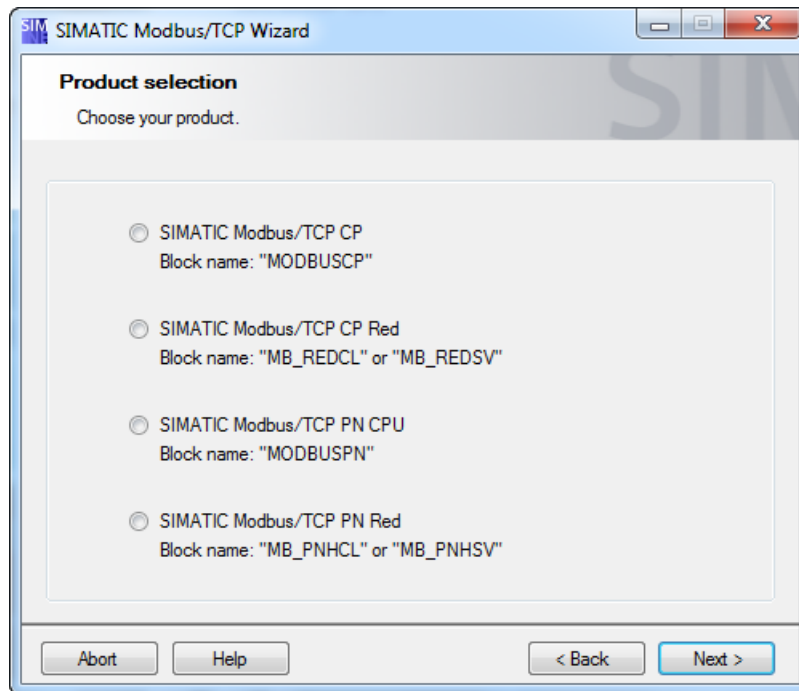 SIM
SIMATIC Modbus/TCP Wizard
Product selection
Choose your product.
SIM
SIMATIC Modbus/TCP CP
Block name: "MODBUSCP"
SIMATIC Modbus/TCP CP Red
Block name: "MB_REDCL" or "MB_REDSV"
SIMATIC Modbus/TCP PN CPU
Block name: "MODBUSPN"
SIMATIC Modbus/TCP PN Red
Block name: "MB_PNHCL" or "MB_PNHSV"
Abort
Help
< Back
Next >